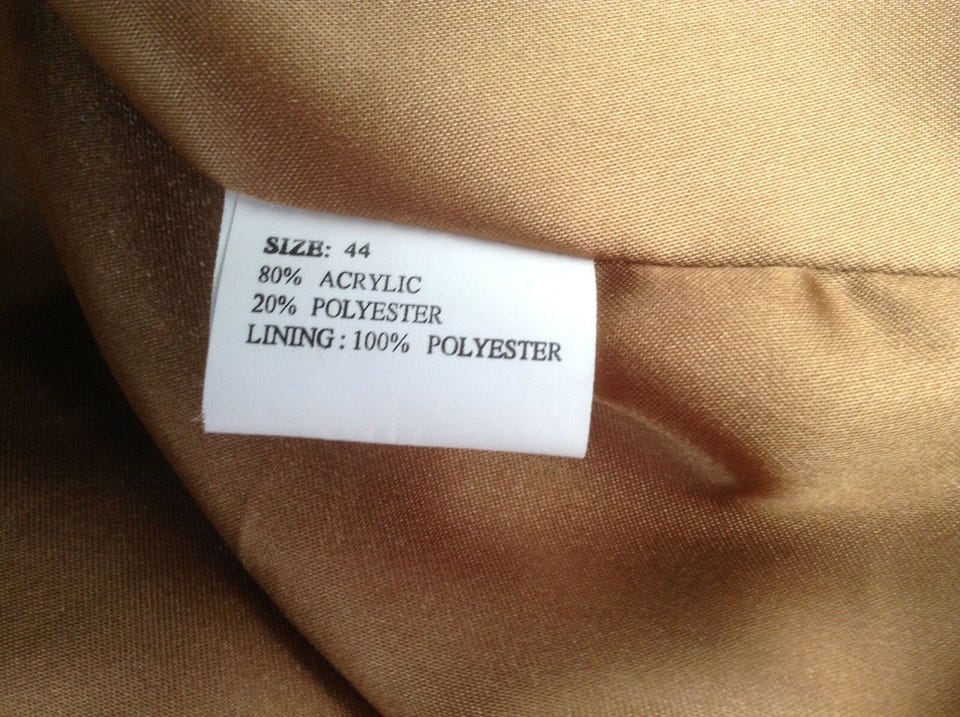 SIZE: 44
80% ACRYLIC
20% POLYESTER
LINING: 100% POLYESTER